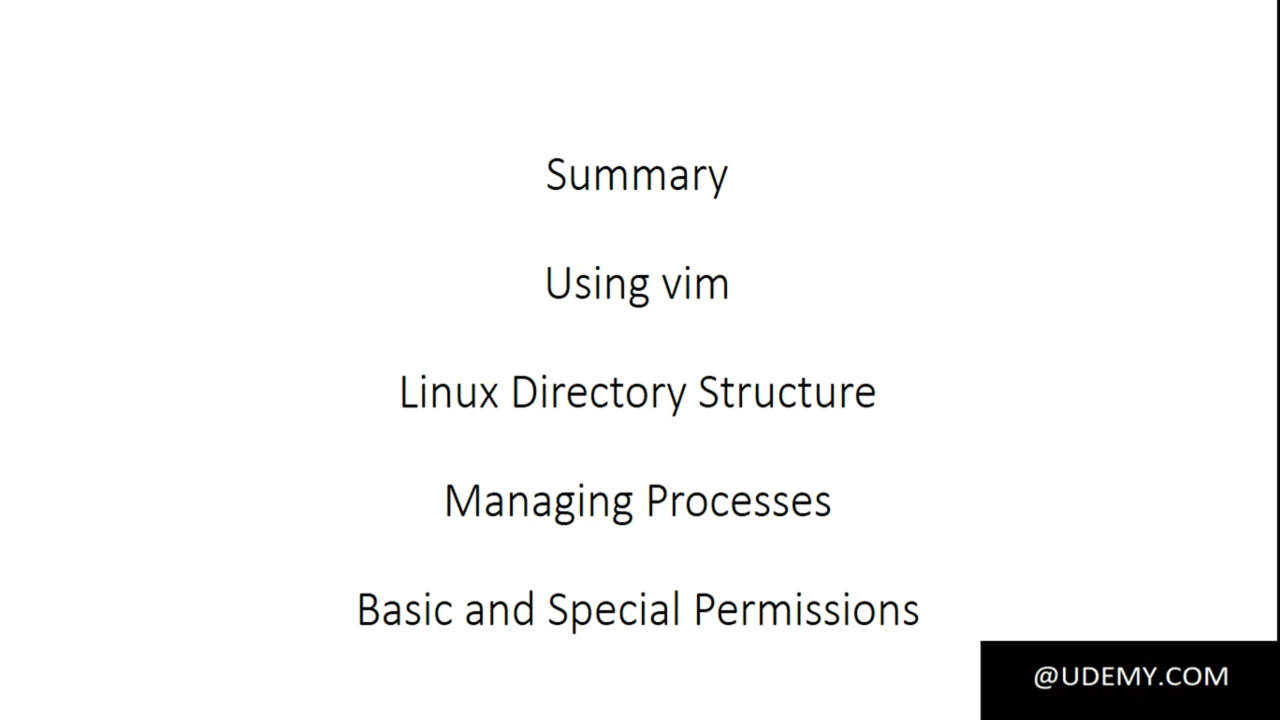 Summary
Using vim
Linux Directory Structure
Managing Processes
Basic and Special Permissions
@UDEMY.COM